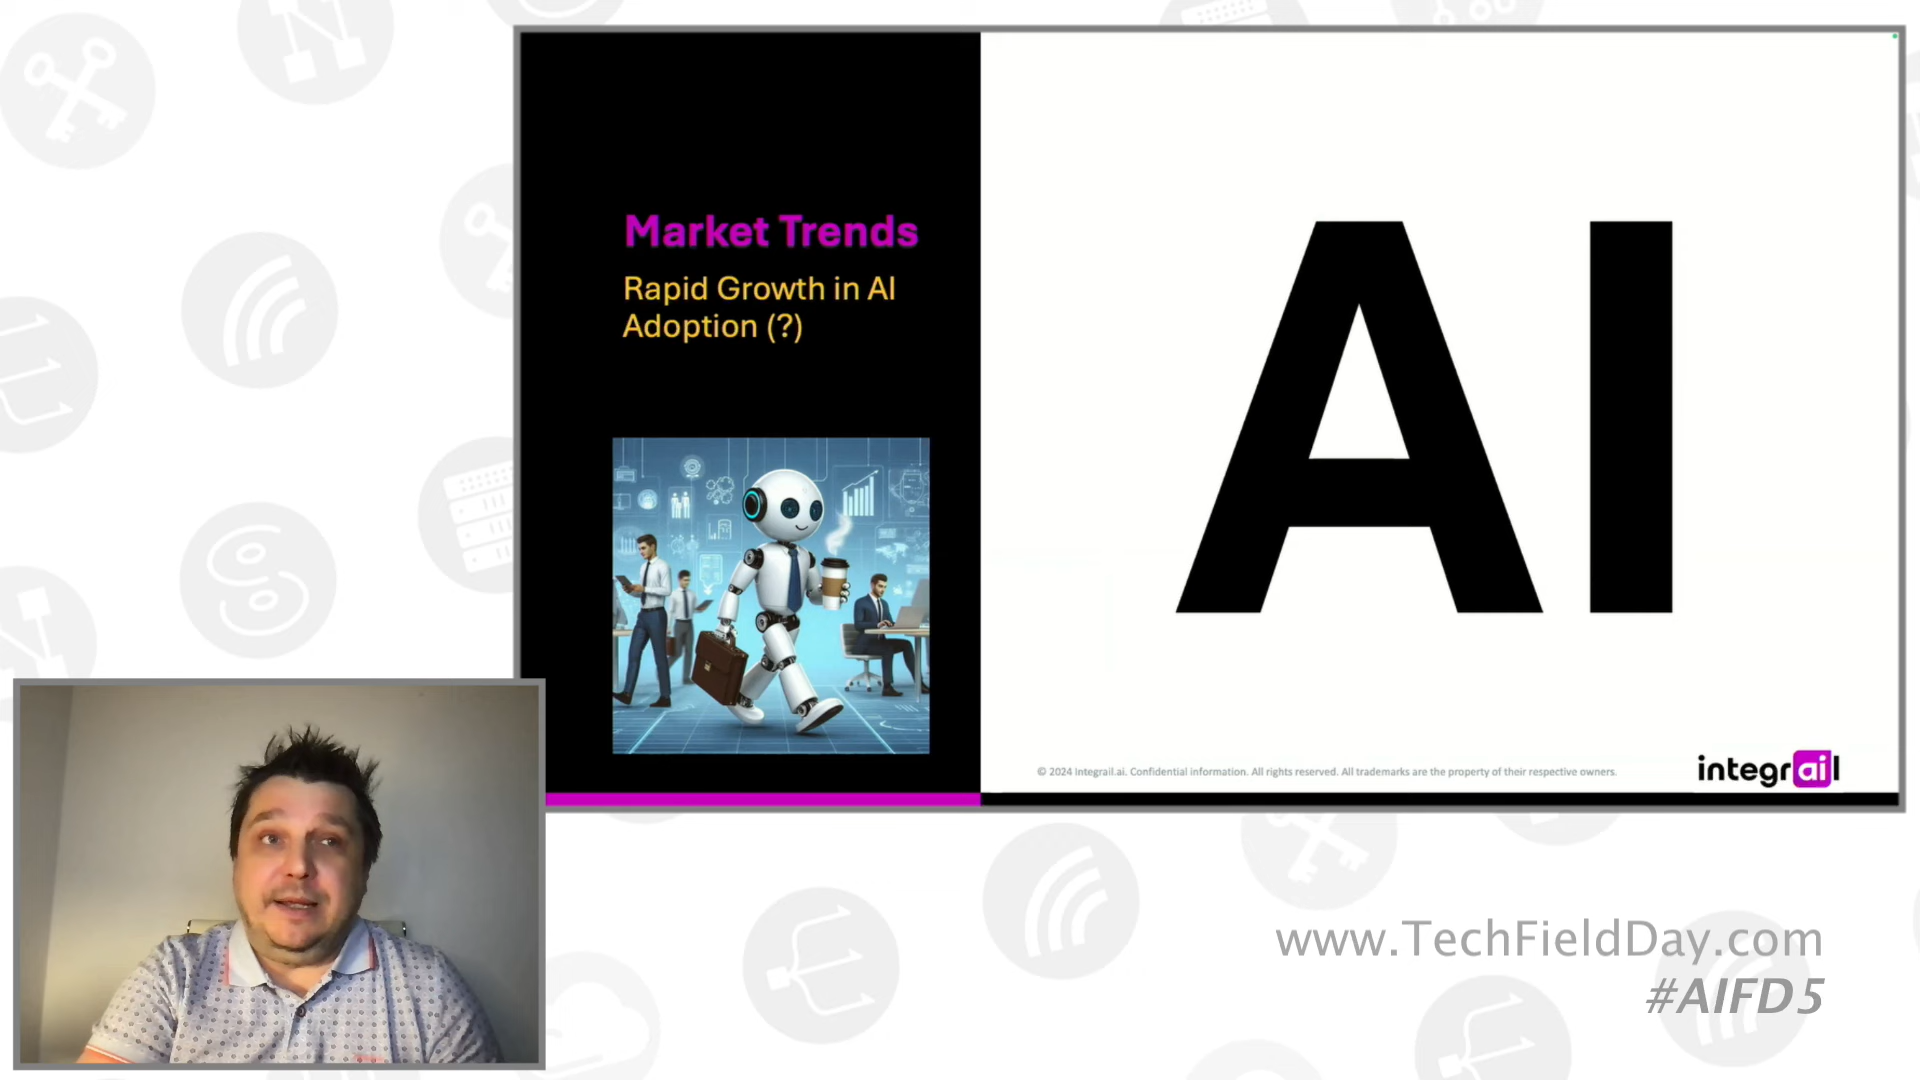 Market Trends
Rapid Growth in AI
Adoption (?)
AI
© 2024 Integrail.ai. Confidential information. All rights reserved. All trademarks are the property of their respective owners.
integrail
www.TechFieldDay.com
#AIFD5